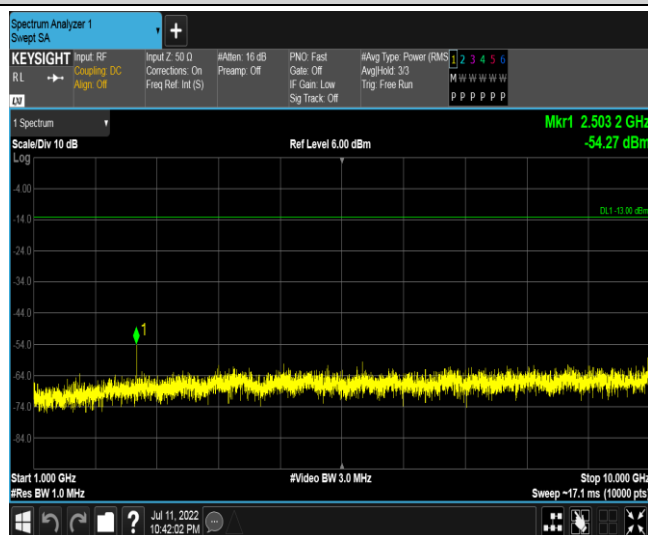 Spectrum Analyzer 1
Swept SA
+
KEYSIGHT Input: RF Input Z: 50 Ω #Atten: 16 dB PNO: Fast #Avg Type: Power (RMS 1 2 3 4 5 6
RL Coupling: DC Corrections: On Preamp: Off Gate: Off Avg|Hold: 3/3 M W W W W W
Align: Off Freq Ref: Int (S) IF Gain: Low Trig: Free Run
Sig Track: Off P P P P P P
LXI
1 Spectrum Mkr1 2.503 2 GHz
Scale/Div 10 dB Ref Level 6.00 dBm -54.27 dBm
Log
-4.00
DL1 -13.00 dBm
-14.0
-24.0
-34.0
-44.0
1
-54.0
-64.0
-74.0
-84.0
Start 1.000 GHz #Video BW 3.0 MHz Stop 10.000 GHz
#Res BW 1.0 MHz Sweep ~17.1 ms (10000 pts)
? Jul 11, 2022
10:42:02 PM